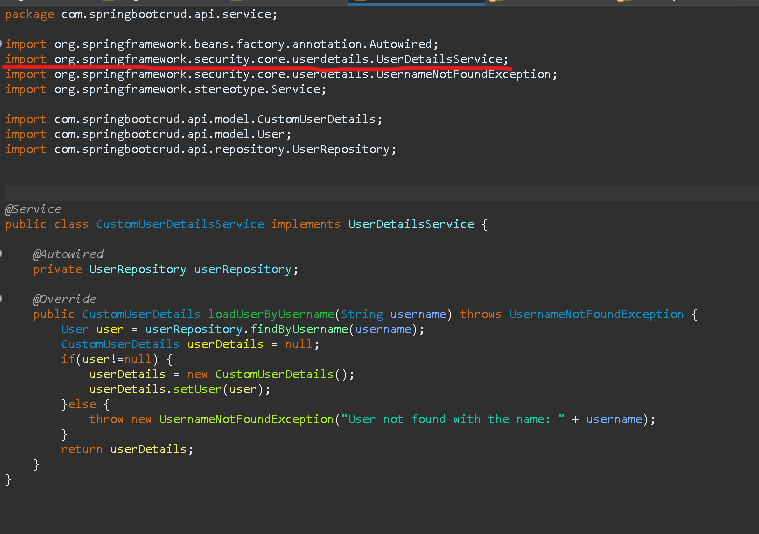 package com.springbootcrud.api.service;
import org.springframework.beans.factory.annotation.Autowired;
import org.springframework.security.core.userdetails.UserDetailsService;
import org.springframework.security.core.userdetails.UsernameNotFoundException;
import org.springframework.stereotype.Service;
import com.springbootcrud.api.model.CustomUserDetails;
import com.springbootcrud.api.model.User;
import com.springbootcrud.api.repository.UserRepository;
@Service
public class CustomUserDetailsService implements UserDetailsService {
@Autowired
private UserRepository userRepository;
@Override
public CustomUserDetails loadUserByUsername(String username) throws UsernameNotFoundException {
User user = userRepository.findByUsername(username);
CustomUserDetails userDetails = null;
if(user!=null) {
userDetails = new CustomUserDetails();
userDetails.setUser(user);
}else {
throw new UsernameNotFoundException("User not found with the name: " + username);
}
return userDetails;
}
}